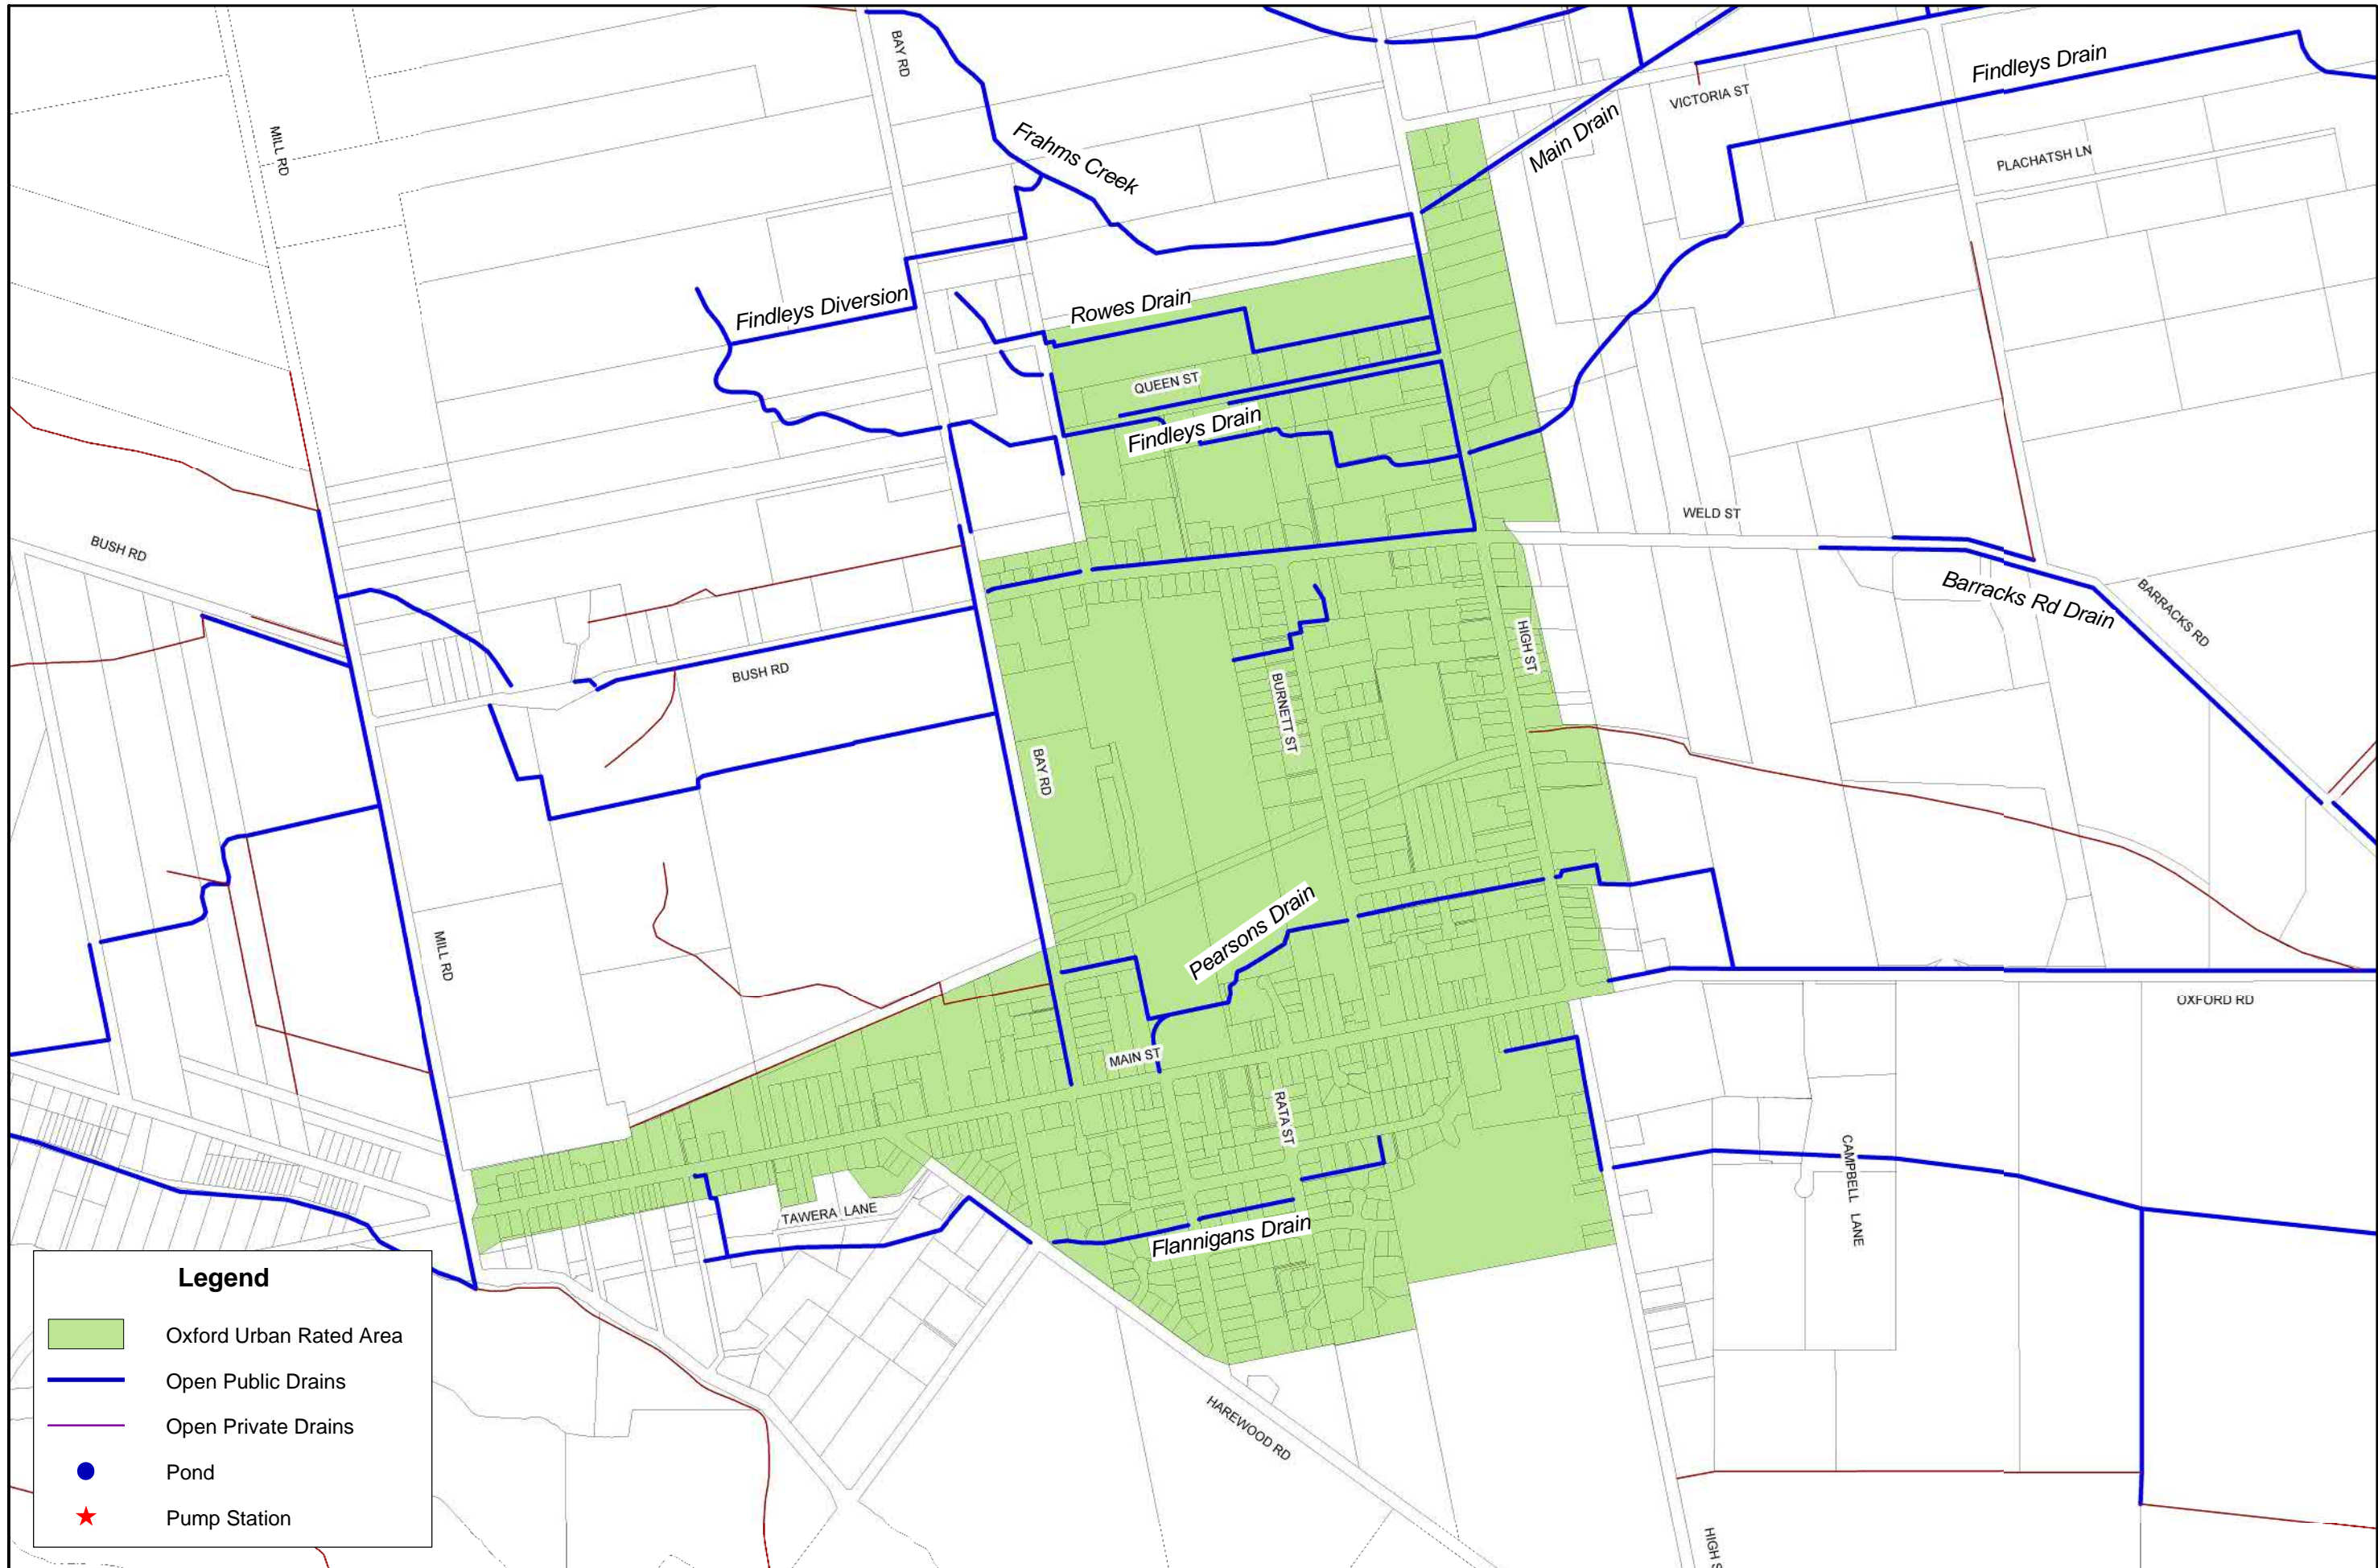 BAY RD
Findleys Drain
VICTORIA ST
Main Drain
MILL RD
Frahms Creek
PLACHATSH LN
Findleys Diversion
Rowes Drain
QUEEN ST
Findleys Drain
WELD ST
BUSH RD
Barracks Rd Drain
BARRACKS RD
HIGH ST
BUSH RD
BURNETT ST
BAY RD
Pearsons Drain
MILL RD
OXFORD RD
MAIN ST
RATA ST
CAMPBELL LANE
TAWERA LANE
Flannigans Drain
HAREWOOD RD
HIGH S
Legend
Oxford Urban Rated Area
Open Public Drains
Open Private Drains
Pond
Pump Station